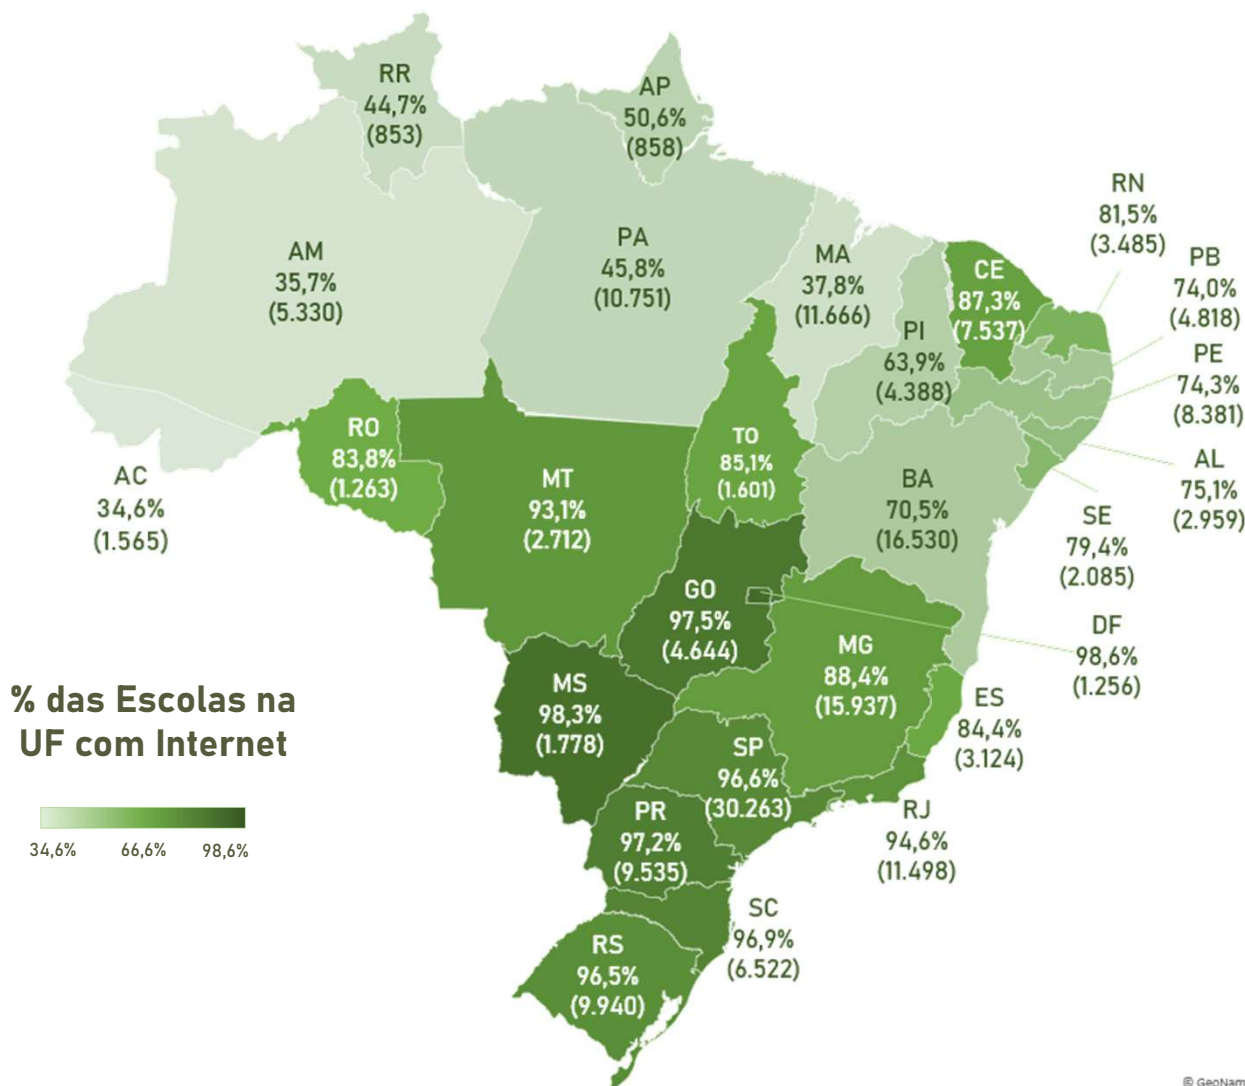 RR
44,7%
(853)
AP
50,6%
(858)
AM
35,7%
(5.330)
PA
45,8%
(10.751)
MA
37,8%
(11.666)
PI
63,9%
(4.388)
CE
87,3%
(7.537)
RN
81,5%
(3.485)
PB
74,0%
(4.818)
PE
74,3%
(8.381)
AL
75,1%
(2.959)
SE
79,4%
(2.085)
AC
34,6%
(1.565)
RO
83,8%
(1.263)
MT
93,1%
(2.712)
TO
85,1%
(1.601)
BA
70,5%
(16.530)
GO
97,5%
(4.644)
DF
98,6%
(1.256)
MG
88,4%
(15.937)
ES
84,4%
(3.124)
MS
98,3%
(1.778)
SP
96,6%
(30.263)
RJ
94,6%
(11.498)
PR
97,2%
(9.535)
SC
96,9%
(6.522)
RS
96,5%
(9.940)
% das Escolas na
UF com Internet
34,6% 66,6% 98,6%
© GeoNam